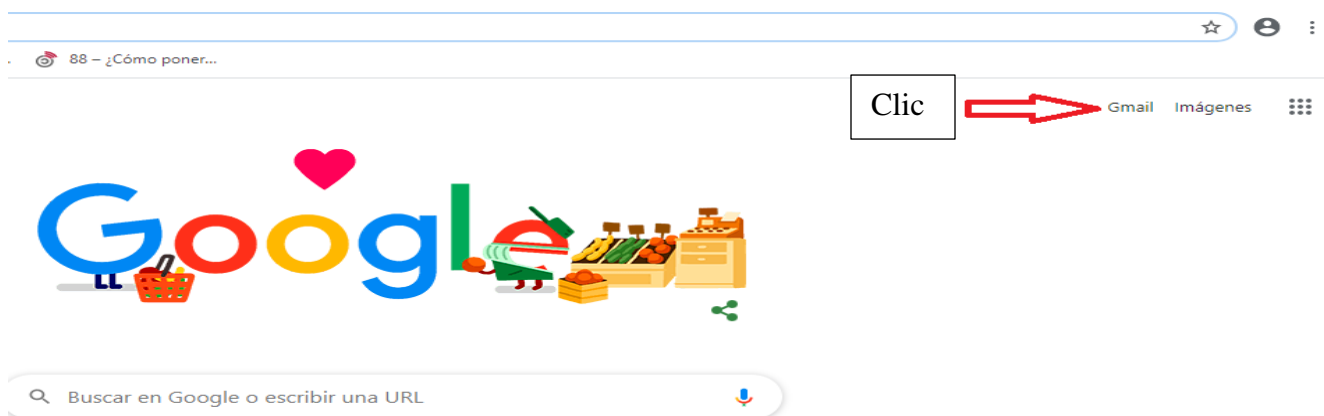 88 – ¿Cómo poner...
Clic
Gmail Imágenes
Google
Buscar en Google o escribir una URL